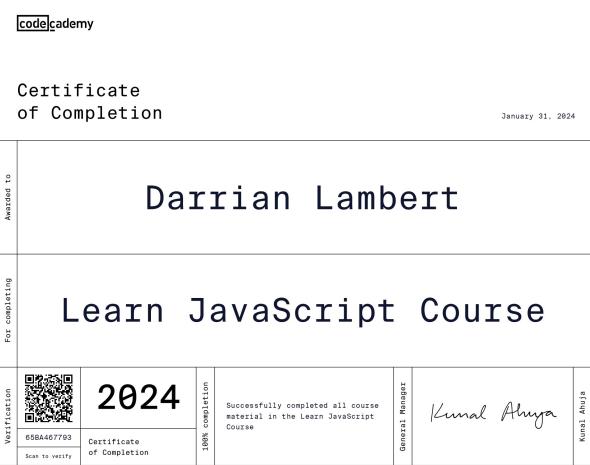 codecademy
Certificate
of Completion
January 31, 2024
Awarded to
Darrian Lambert
For completing
Learn JavaScript Course
Verification
65BA467793
Scan to verify
2024
Certificate
of Completion
100% completion
Successfully completed all course
material in the Learn JavaScript
Course
General Manager
Kunal Ahuja
Kunal Ahuja